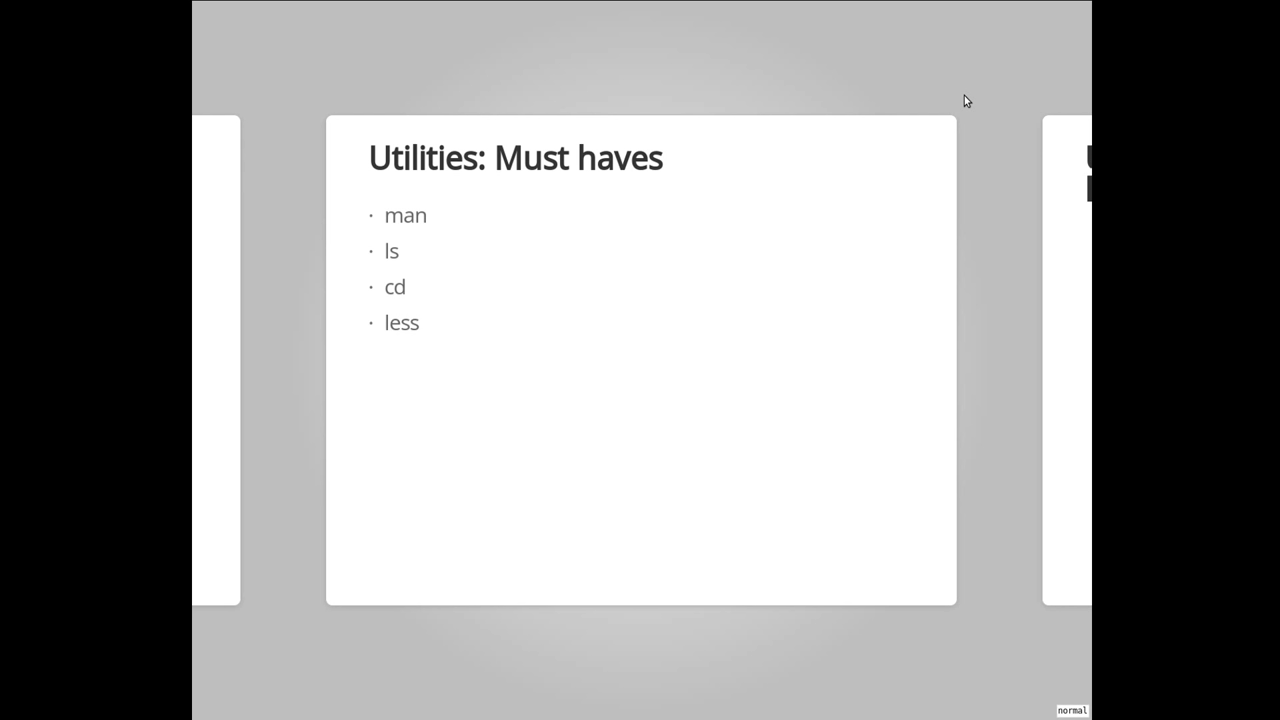 Utilities: Must haves
· man
· ls
· cd
· less
normal